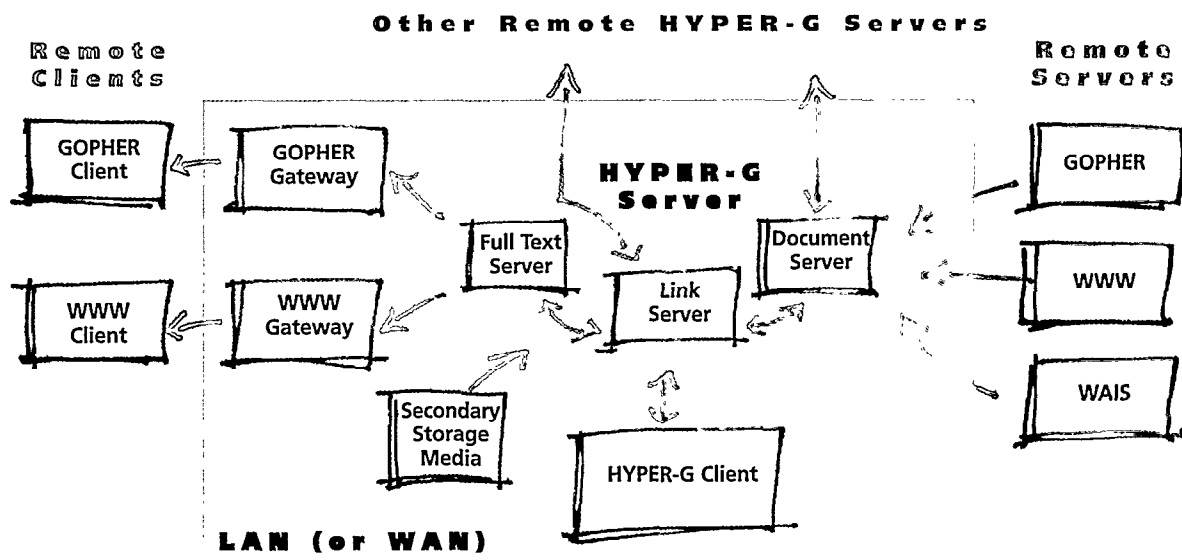 Other Remote HYPER-G Servers
Remote
Clients
Remote
Servers
GOPHER
Client
GOPHER
Gateway
HYPER-G
Server
GOPHER
Full Text
Server
Document
Server
WWW
Client
WWW
Gateway
Link
Server
WWW
Secondary
Storage
Media
WAIS
HYPER-G Client
LAN (or WAN)